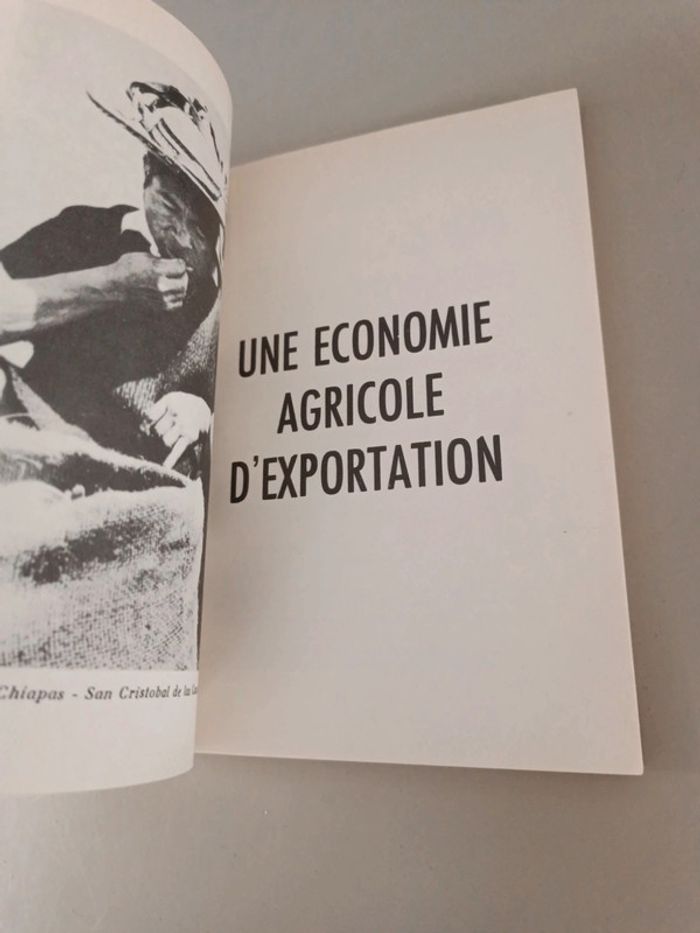 Chiapas - San Cristobal de las
UNE ECONOMIE
AGRICOLE
D'EXPORTATION